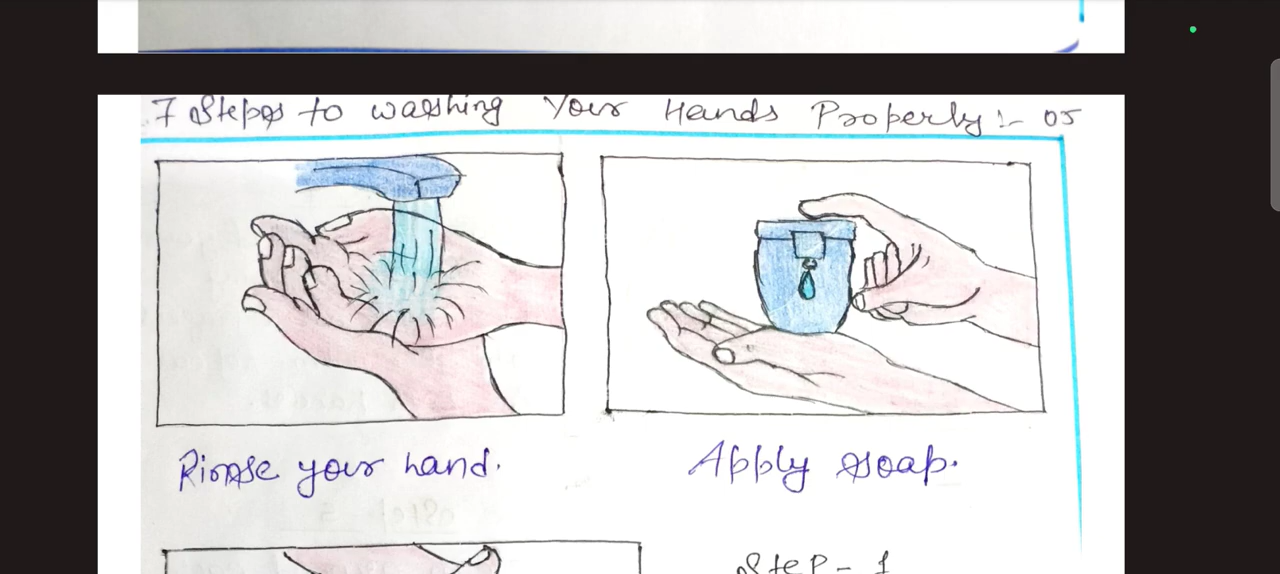 7 Steps to washing Your Hands Properly :- 05
Rinse your hand.
Apply soap.
Step - 1